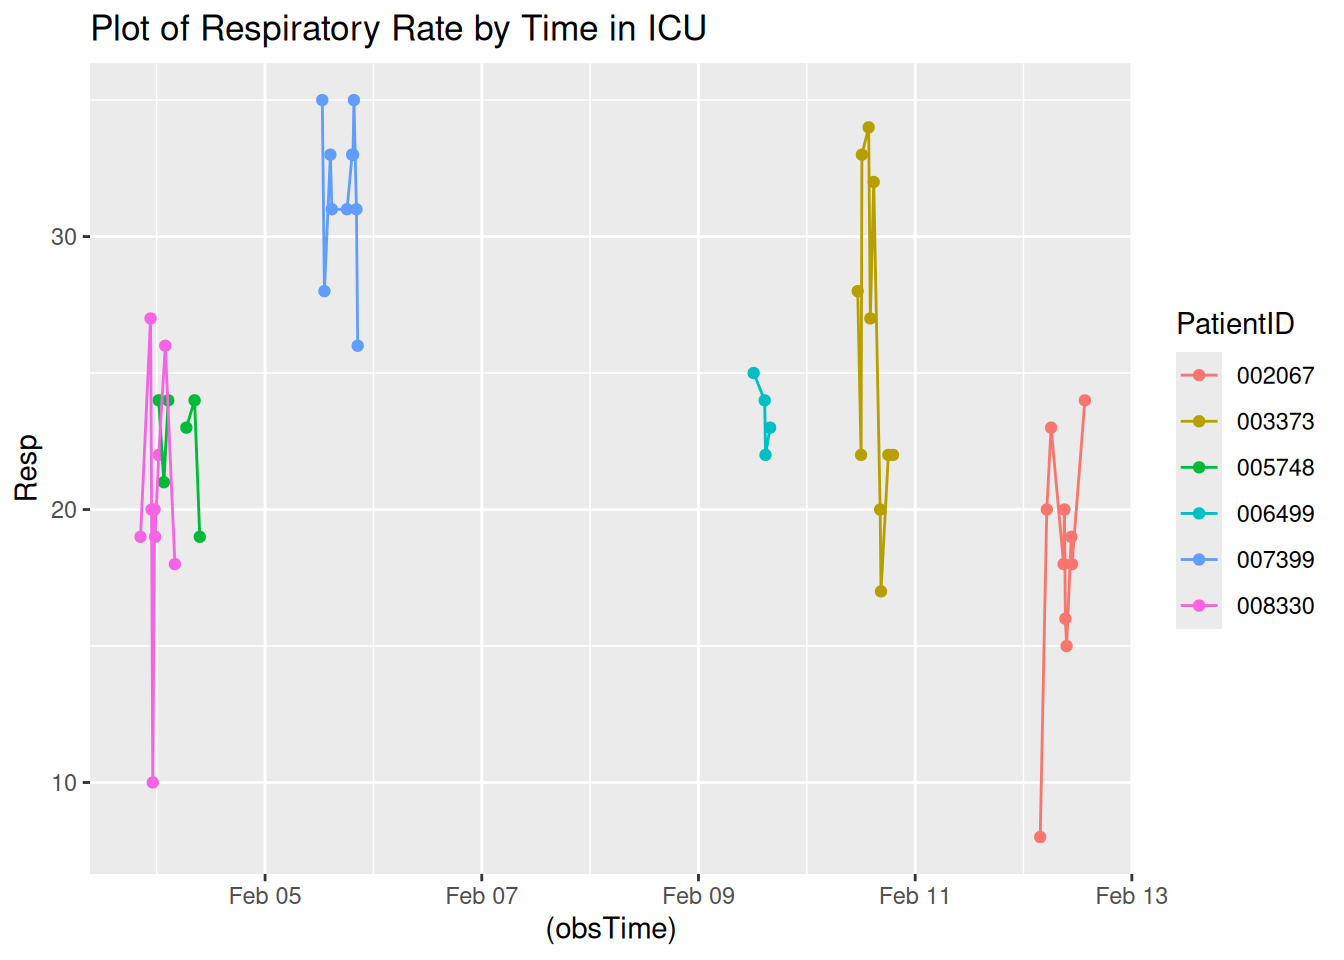 Plot of Respiratory Rate by Time in ICU
Resp
30
20
10
Feb 05
Feb 07
Feb 09
Feb 11
Feb 13
(obsTime)
PatientID
002067
003373
005748
006499
007399
008330